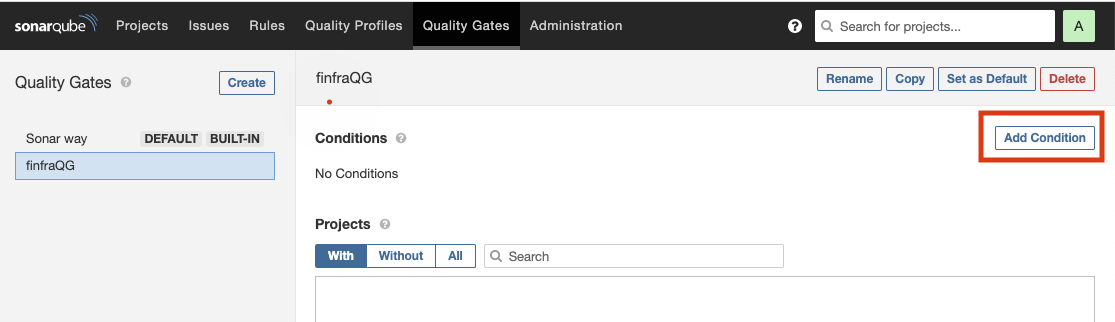 sonarqube Projects Issues Rules Quality Profiles Quality Gates Administration ? Search for projects... A
Quality Gates ? Create
finfraQG Rename Copy Set as Default Delete
Sonar way DEFAULT BUILT-IN
finfraQG
Conditions ? Add Condition
No Conditions
Projects ?
With Without All Search